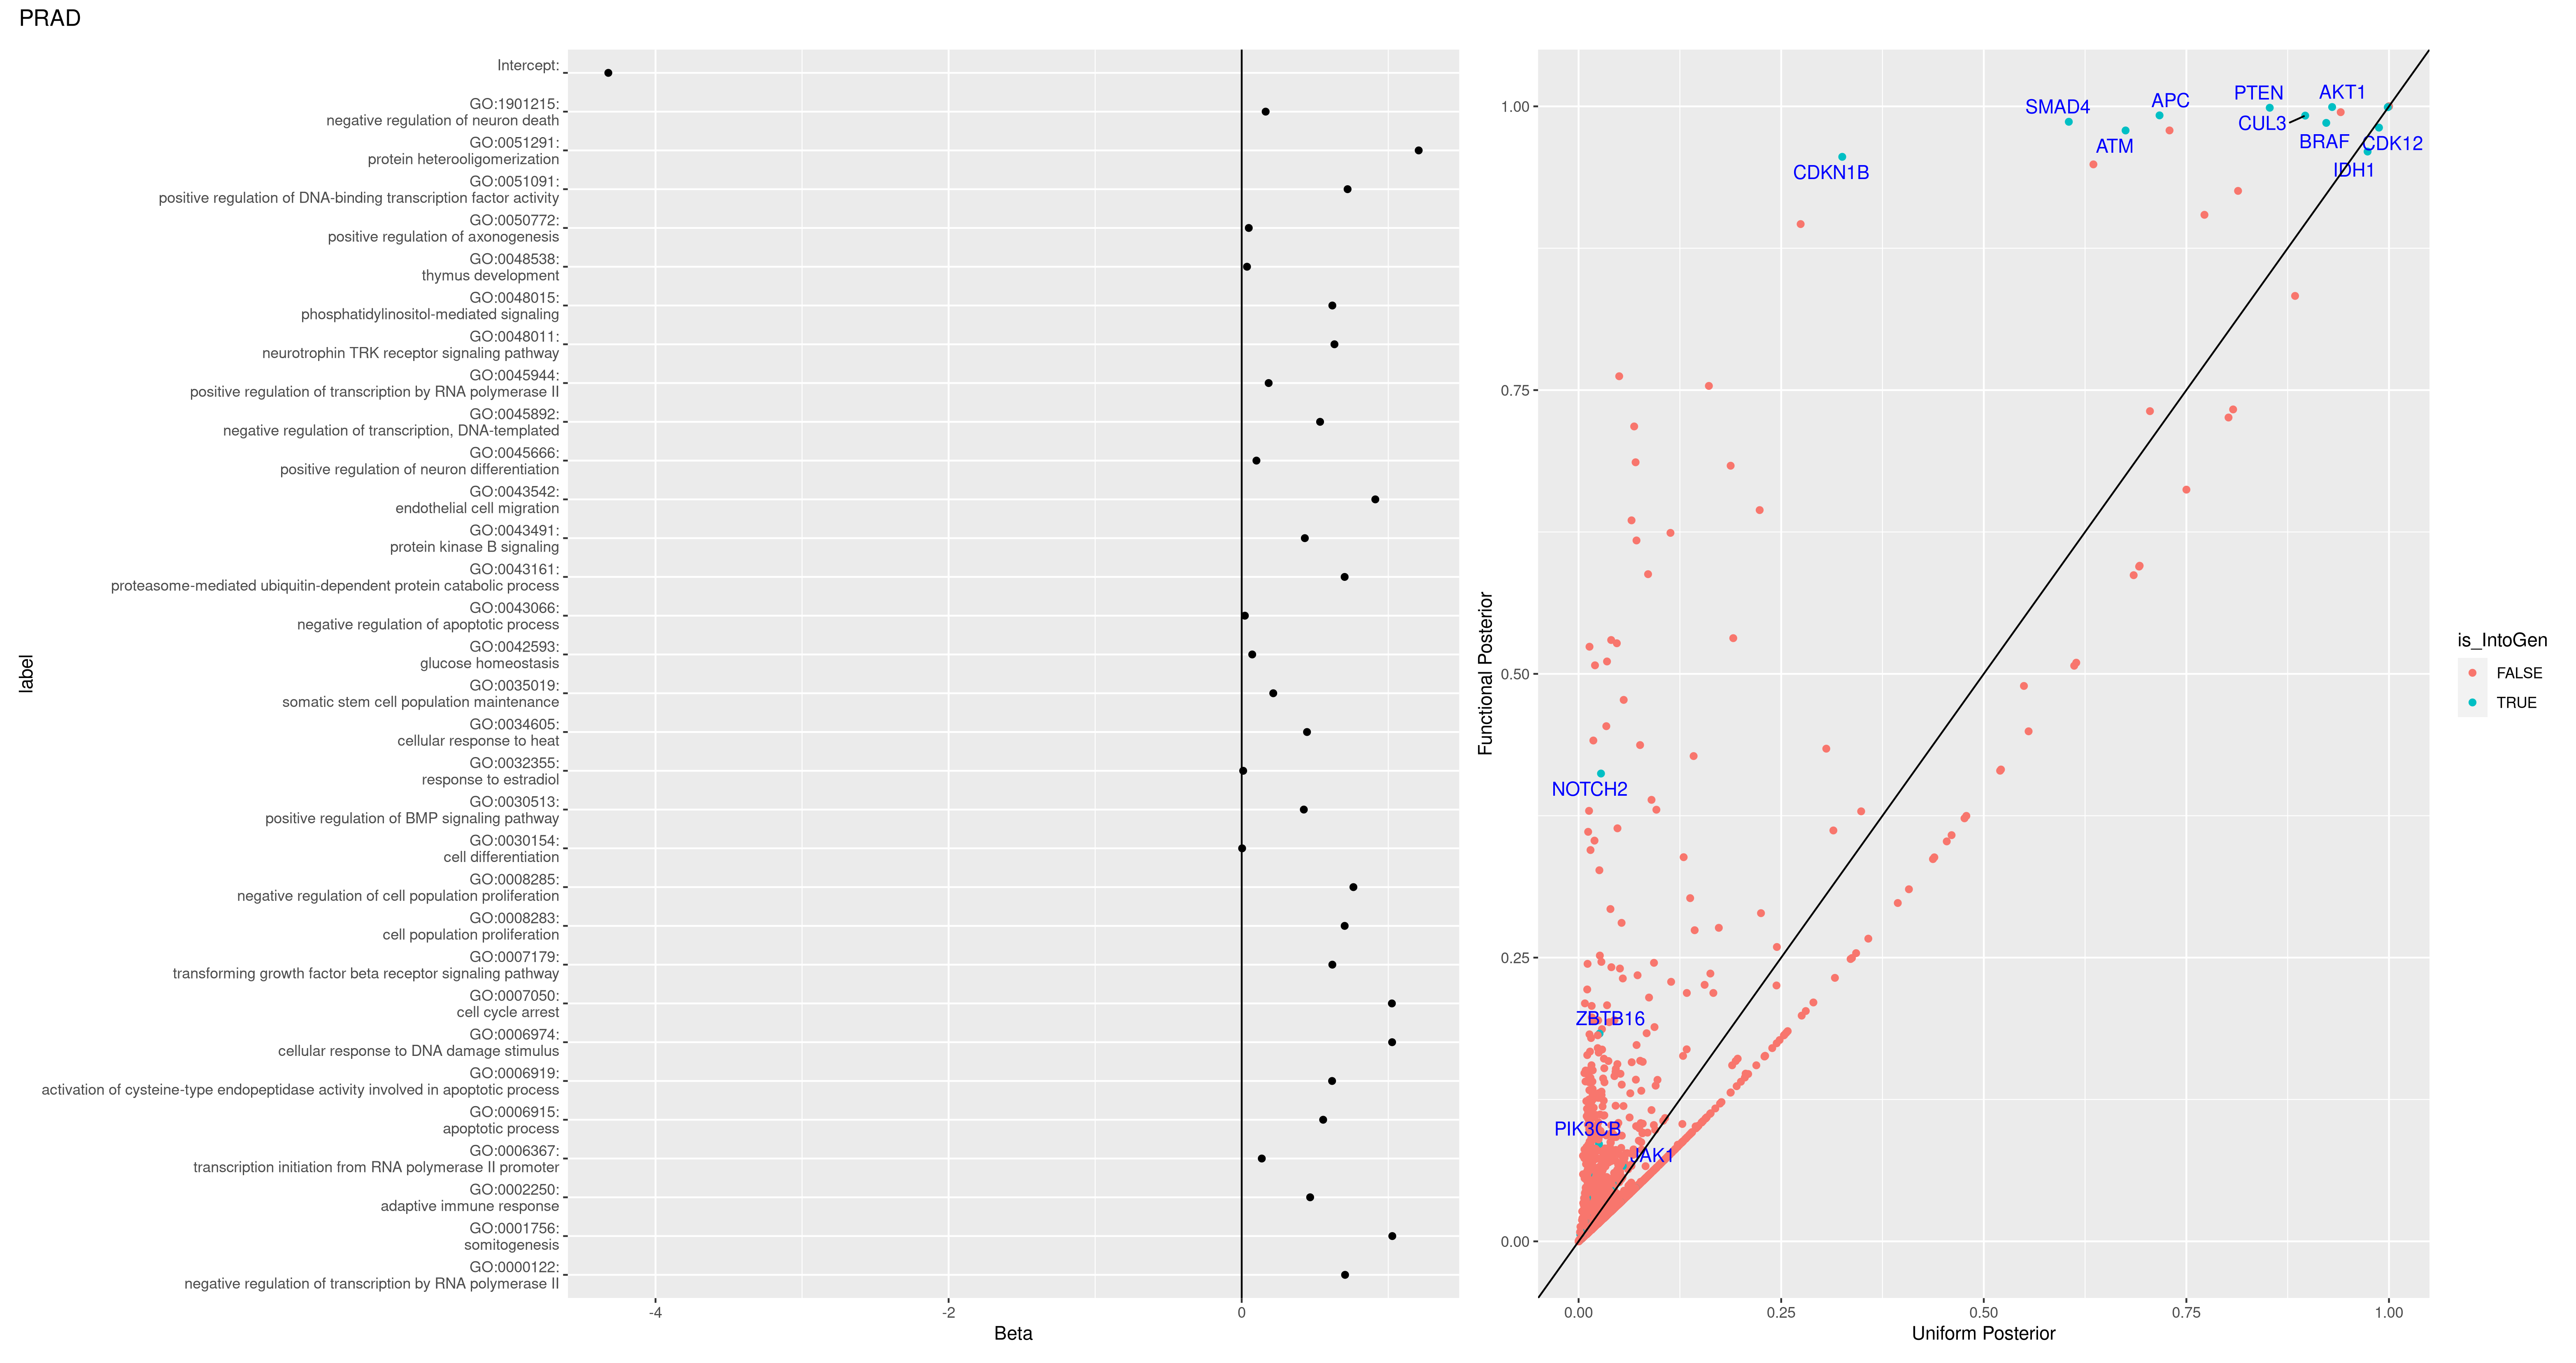 PRAD
label
Intercept:
GO:1901215:
negative regulation of neuron death
GO:0051291:
protein heterooligomerization
GO:0051091:
positive regulation of DNA-binding transcription factor activity
GO:0050772:
positive regulation of axonogenesis
GO:0048538:
thymus development
GO:0048015:
phosphatidylinositol-mediated signaling
GO:0048011:
neurotrophin TRK receptor signaling pathway
GO:0045944:
positive regulation of transcription by RNA polymerase II
GO:0045892:
negative regulation of transcription, DNA-templated
GO:0045666:
positive regulation of neuron differentiation
GO:0043542:
endothelial cell migration
GO:0043491:
protein kinase B signaling
GO:0043161:
proteasome-mediated ubiquitin-dependent protein catabolic process
GO:0043066:
negative regulation of apoptotic process
GO:0042593:
glucose homeostasis
GO:0035019:
somatic stem cell population maintenance
GO:0034605:
cellular response to heat
GO:0032355:
response to estradiol
GO:0030513:
positive regulation of BMP signaling pathway
GO:0030154:
cell differentiation
GO:0008285:
negative regulation of cell population proliferation
GO:0008283:
cell population proliferation
GO:0007179:
transforming growth factor beta receptor signaling pathway
GO:0007050:
cell cycle arrest
GO:0006974:
cellular response to DNA damage stimulus
GO:0006919:
activation of cysteine-type endopeptidase activity involved in apoptotic process
GO:0006915:
apoptotic process
GO:0006367:
transcription initiation from RNA polymerase II promoter
GO:0002250:
adaptive immune response
GO:0001756:
somitogenesis
GO:0000122:
negative regulation of transcription by RNA polymerase II
-4 -2 0
Beta
Functional Posterior
1.00
0.75
0.50
0.25
0.00
PTEN
AKT1
SMAD4
APC
CUL3
ATM
BRAF
CDK12
CDKN1B
IDH1
NOTCH2
ZBTB16
PIK3CB
JAK1
0.00 0.25 0.50 0.75 1.00
Uniform Posterior
is_IntoGen
FALSE
TRUE